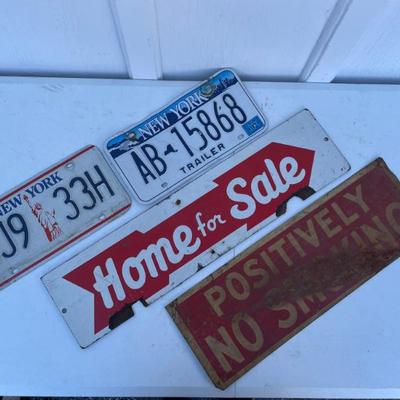 NEW YORK
J9 33H
NEW YORK
AB 15868
TRAILER
Home for Sale
POSITIVELY
NO SMOKING